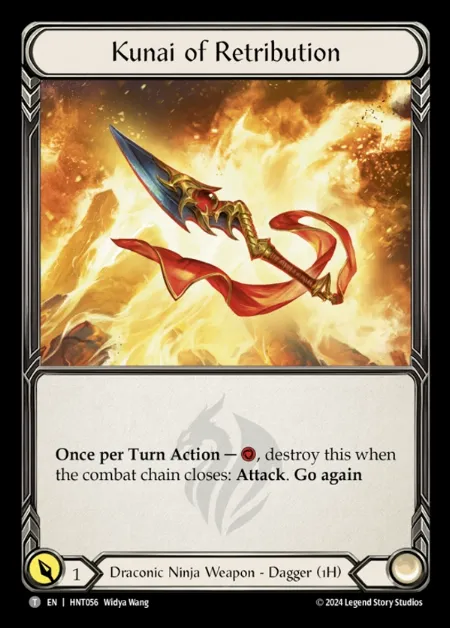 Kunai of Retribution
Once per Turn Action — , destroy this when
the combat chain closes: Attack. Go again
1
Draconic Ninja Weapon - Dagger (1H)
T EN | HNT056 Widya Wang
© 2024 Legend Story Studios